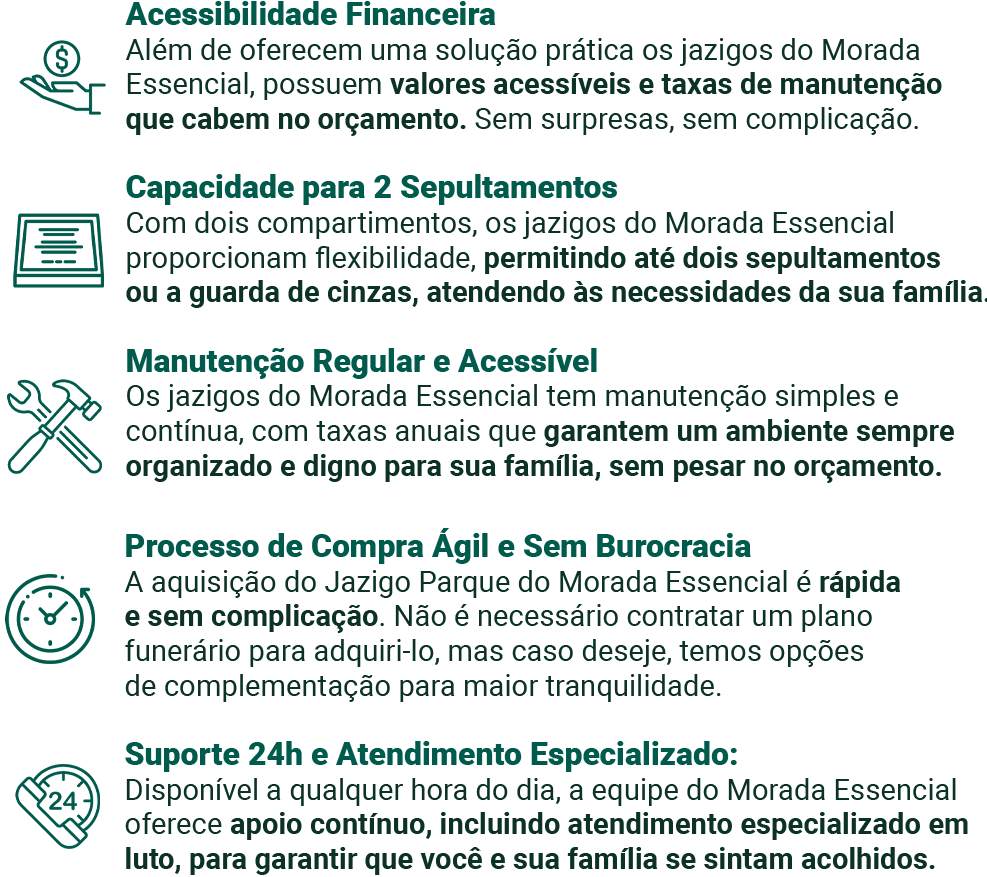 Acessibilidade Financeira
Além de oferecem uma solução prática os jazigos do Morada
Essencial, possuem valores acessíveis e taxas de manutenção
que cabem no orçamento. Sem surpresas, sem complicação.
Capacidade para 2 Sepultamentos
Com dois compartimentos, os jazigos do Morada Essencial
proporcionam flexibilidade, permitindo até dois sepultamentos
ou a guarda de cinzas, atendendo às necessidades da sua família.
Manutenção Regular e Acessível
Os jazigos do Morada Essencial tem manutenção simples e
contínua, com taxas anuais que garantem um ambiente sempre
organizado e digno para sua família, sem pesar no orçamento.
Processo de Compra Ágil e Sem Burocracia
A aquisição do Jazigo Parque do Morada Essencial é rápida
e sem complicação. Não é necessário contratar um plano
funerário para adquiri-lo, mas caso deseje, temos opções
de complementação para maior tranquilidade.
Suporte 24h e Atendimento Especializado:
24
Disponível a qualquer hora do dia, a equipe do Morada Essencial
oferece apoio contínuo, incluindo atendimento especializado em
luto, para garantir que você e sua família se sintam acolhidos.